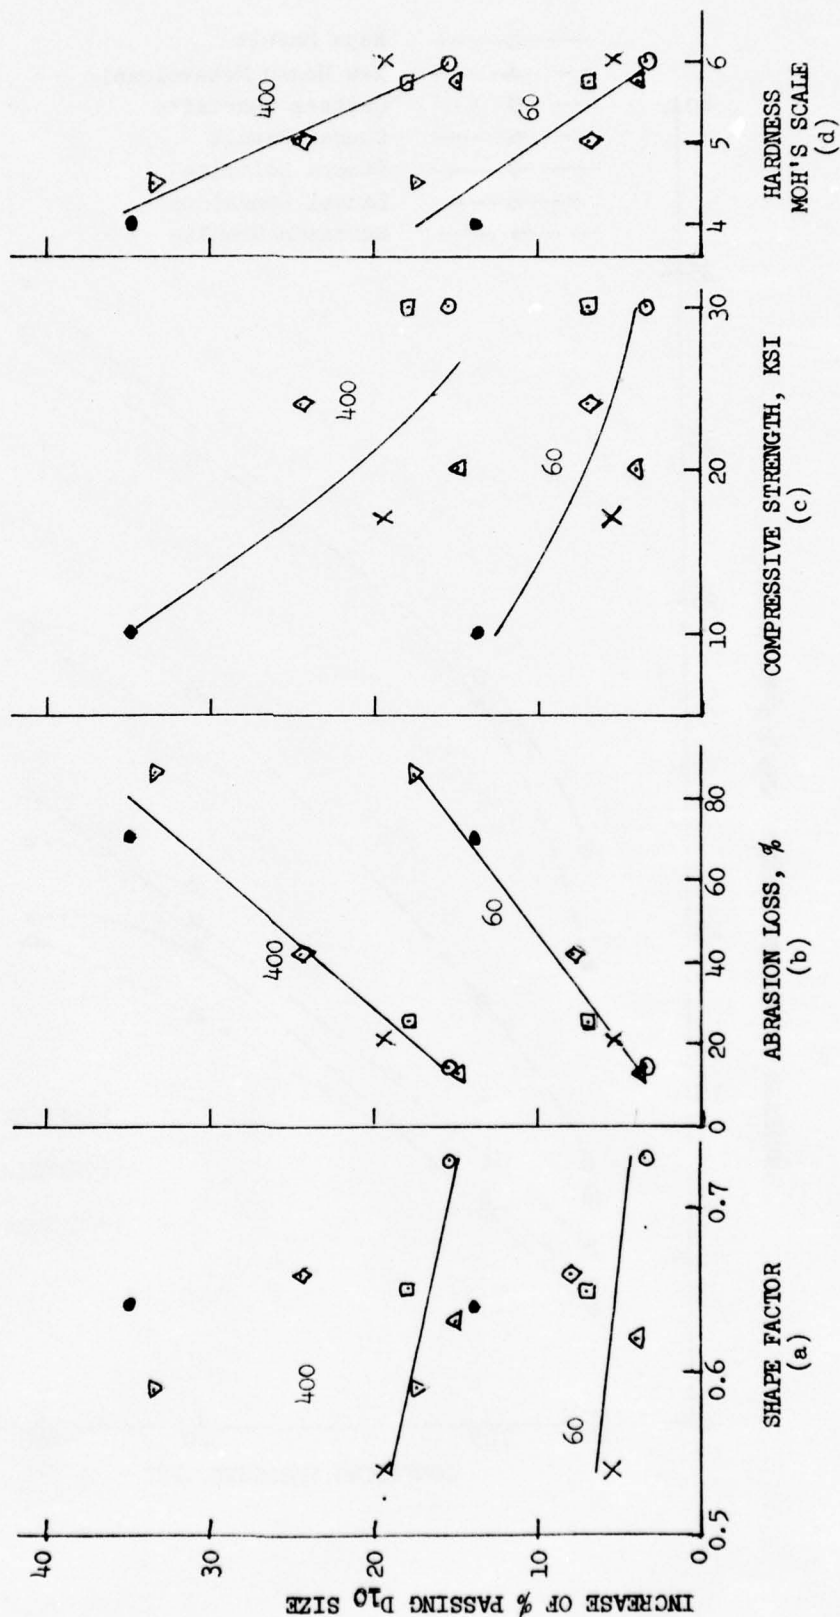 INCREASE OF % PASSING D10 SIZE
40
30
20
10
0
400
60
0.5
0.6
0.7
SHAPE FACTOR
(a)
400
60
0
20
40
60
80
ABRASION LOSS, %
(b)
400
60
10
20
30
COMPRESSIVE STRENGTH, KSI
(c)
400
60
4
5
6
HARDNESS
MOH'S SCALE
(d)